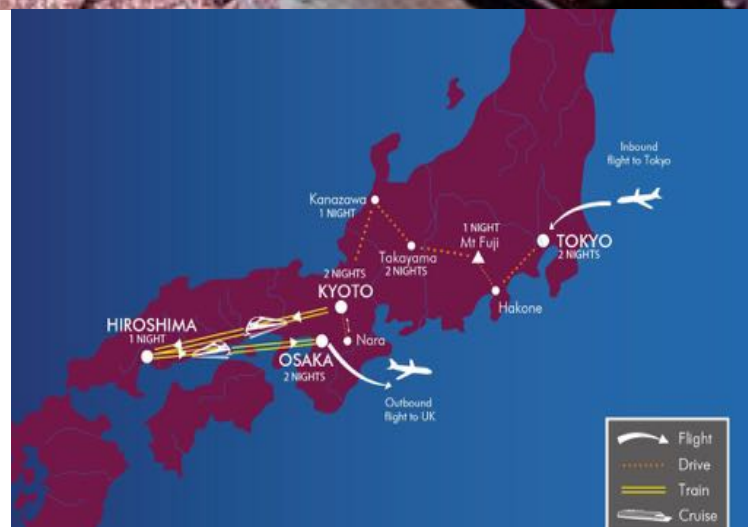 Inbound
flight to Tokyo
Kanazawa
1 NIGHT
1 NIGHT
Mt Fuji
TOKYO
2 NIGHTS
Takayama
2 NIGHTS
2 NIGHTS
KYOTO
Hakone
HIROSHIMA
1 NIGHT
Nara
OSAKA
2 NIGHTS
Outbound
flight to UK
Flight
Drive
Train
Cruise